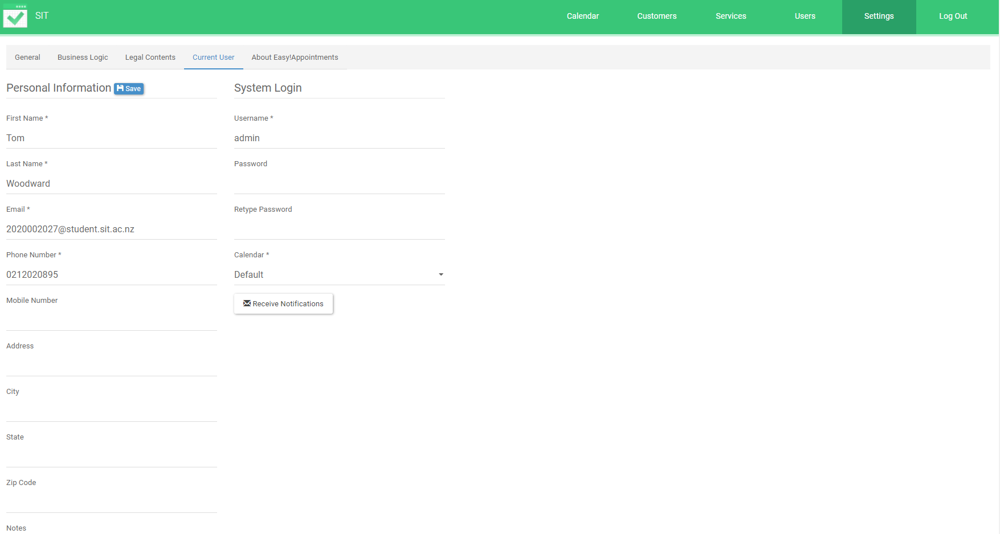 SIT
Calendar
Customers
Services
Users
Settings
Log Out
General
Business Logic
Legal Contents
Current User
About Easy!Appointments
Personal Information
Save
First Name *
Tom
Last Name *
Woodward
Email *
2020002027@student.sit.ac.nz
Phone Number *
0212020895
Mobile Number
Address
City
State
Zip Code
Notes
System Login
Username *
admin
Password
Retype Password
Calendar *
Default
Receive Notifications